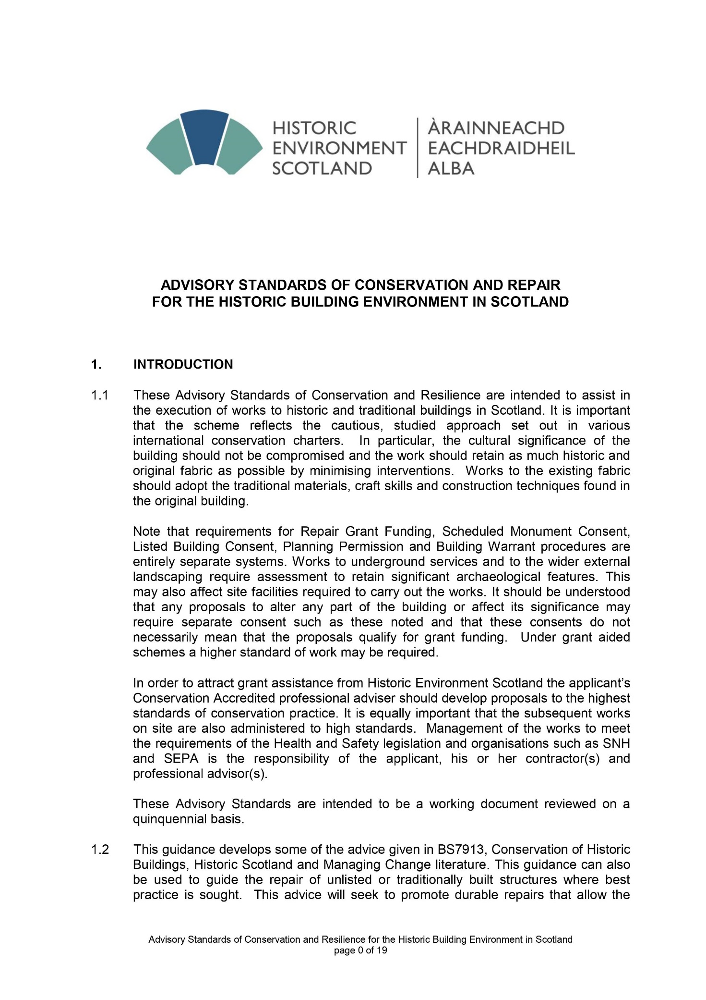 HISTORIC
ENVIRONMENT
SCOTLAND
ÀRAINNEACHD
EACHDRAIDHEIL
ALBA
ADVISORY STANDARDS OF CONSERVATION AND REPAIR
FOR THE HISTORIC BUILDING ENVIRONMENT IN SCOTLAND
1. INTRODUCTION
1.1 These Advisory Standards of Conservation and Resilience are intended to assist in
the execution of works to historic and traditional buildings in Scotland. It is important
that the scheme reflects the cautious, studied approach set out in various
international conservation charters. In particular, the cultural significance of the
building should not be compromised and the work should retain as much historic and
original fabric as possible by minimising interventions. Works to the existing fabric
should adopt the traditional materials, craft skills and construction techniques found in
the original building.
Note that requirements for Repair Grant Funding, Scheduled Monument Consent,
Listed Building Consent, Planning Permission and Building Warrant procedures are
entirely separate systems. Works to underground services and to the wider external
landscaping require assessment to retain significant archaeological features. This
may also affect site facilities required to carry out the works. It should be understood
that any proposals to alter any part of the building or affect its significance may
require separate consent such as these noted and that these consents do not
necessarily mean that the proposals qualify for grant funding. Under grant aided
schemes a higher standard of work may be required.
In order to attract grant assistance from Historic Environment Scotland the applicant's
Conservation Accredited professional adviser should develop proposals to the highest
standards of conservation practice. It is equally important that the subsequent works
on site are also administered to high standards. Management of the works to meet
the requirements of the Health and Safety legislation and organisations such as SNH
and SEPA is the responsibility of the applicant, his or her contractor(s) and
professional advisor(s).
These Advisory Standards are intended to be a working document reviewed on a
quinquennial basis.
1.2 This guidance develops some of the advice given in BS7913, Conservation of Historic
Buildings, Historic Scotland and Managing Change literature. This guidance can also
be used to guide the repair of unlisted or traditionally built structures where best
practice is sought. This advice will seek to promote durable repairs that allow the
Advisory Standards of Conservation and Resilience for the Historic Building Environment in Scotland
page 0 of 19